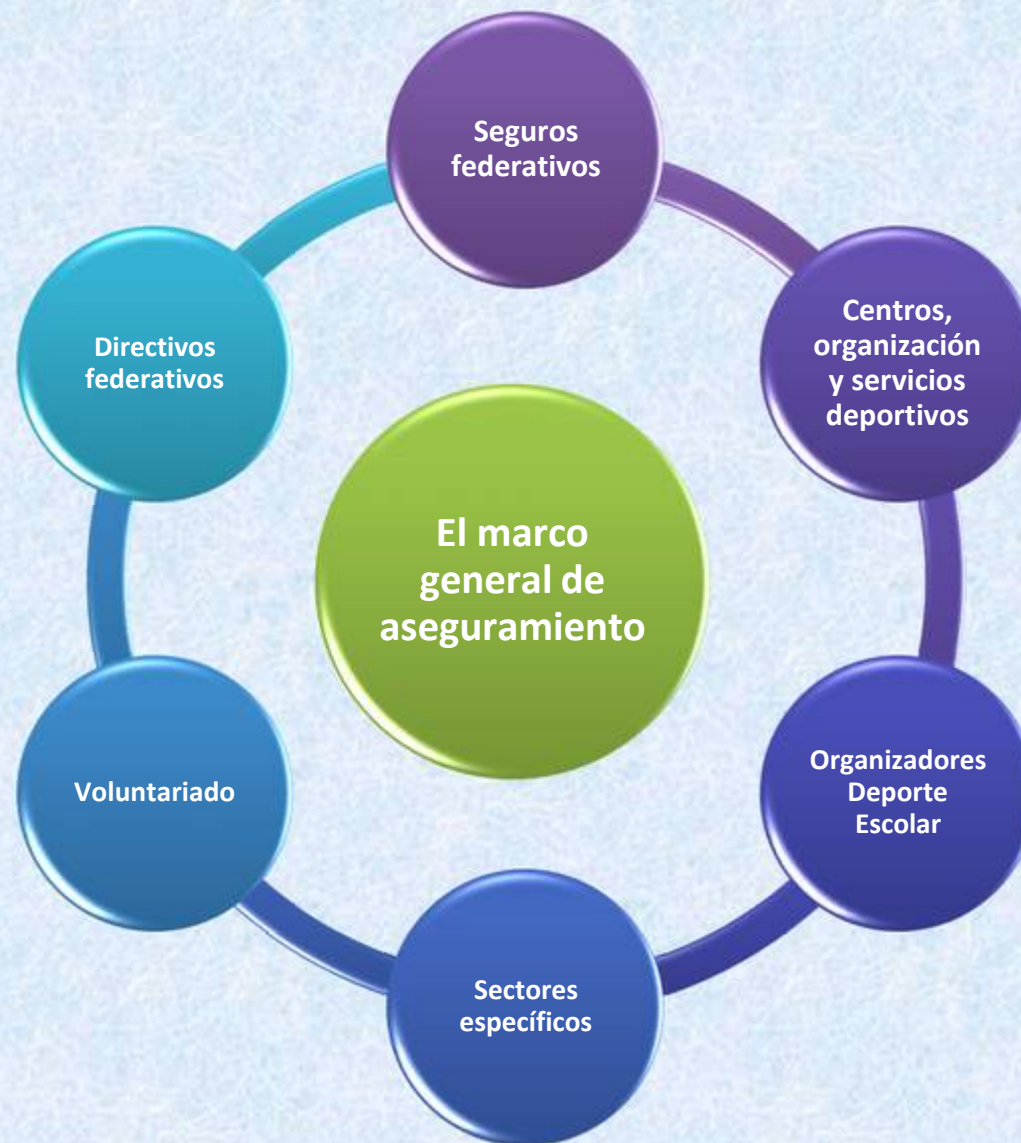 Seguros
federativos
Centros,
organización
y servicios
deportivos
Organizadores
Deporte
Escolar
Sectores
específicos
Voluntariado
Directivos
federativos
El marco
general de
aseguramiento